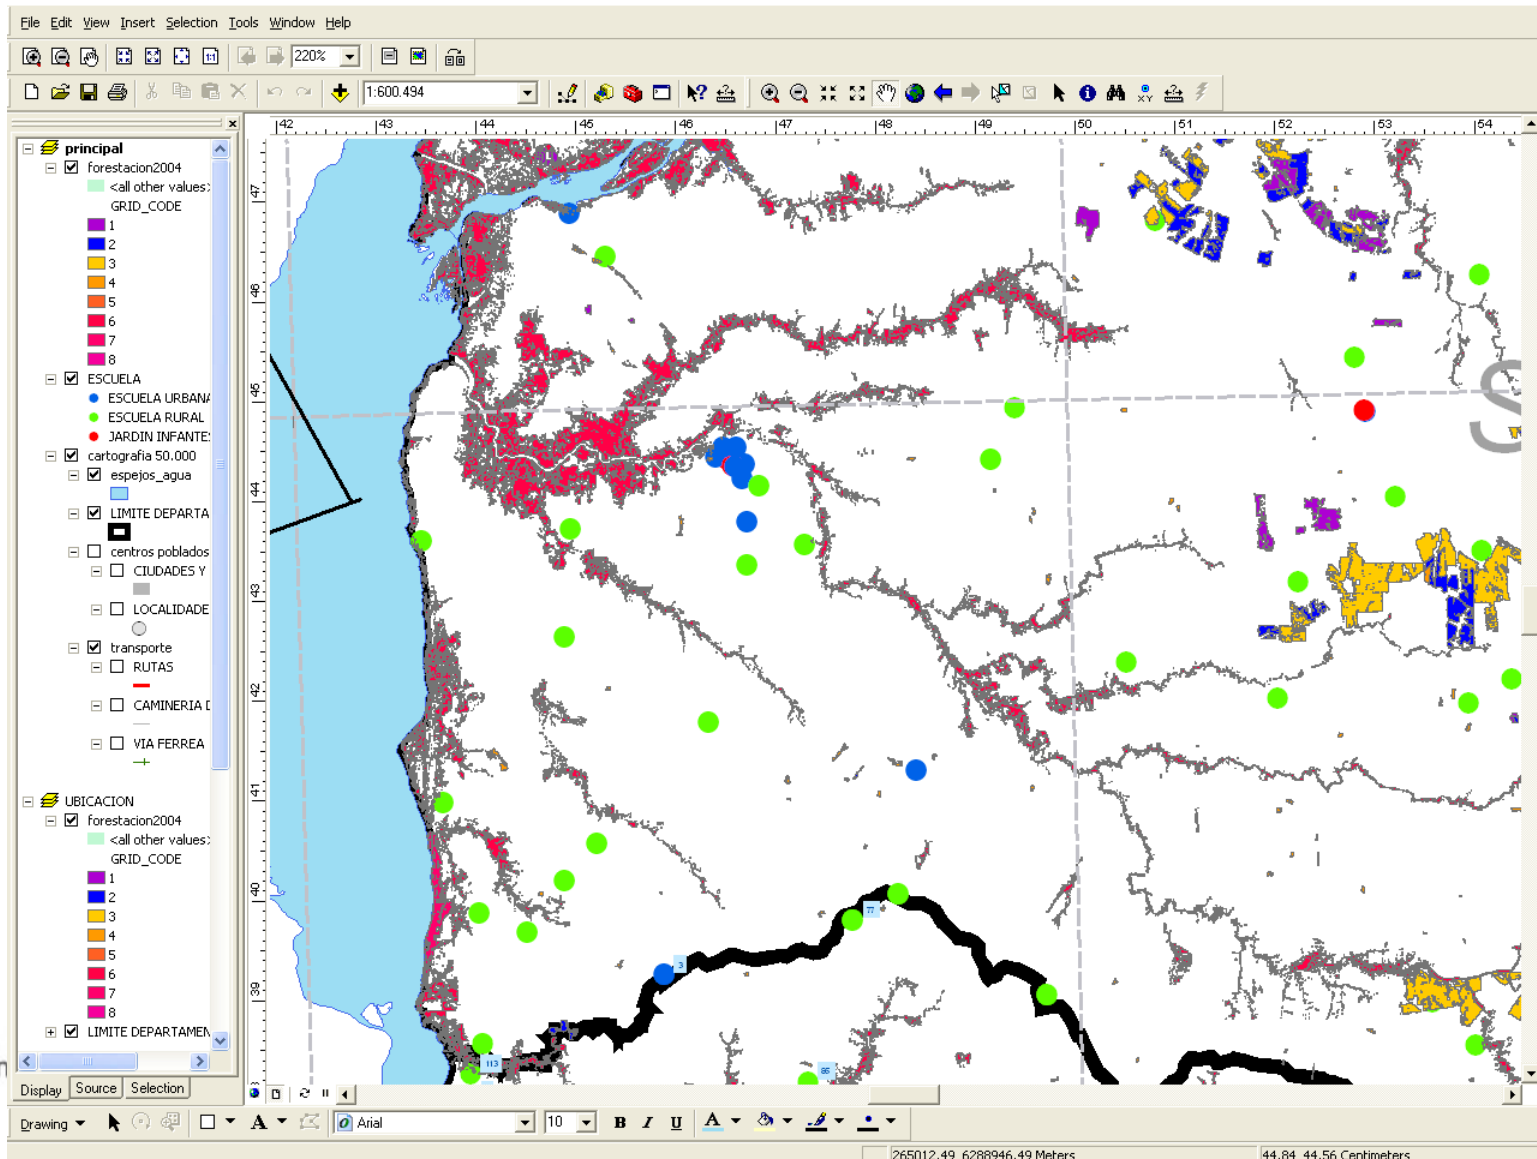 File Edit View Insert Selection Tools Window Help
220%
1:600.494
42 43 44 45 46 47 48 49 50 51 52 53 54
principal
forestacion2004
<all other values>
GRID_CODE
1
2
3
4
5
6
7
8
ESCUELA
ESCUELA URBANA
ESCUELA RURAL
JARDIN INFANTE
cartografia 50.000
espejos_agua
LIMITE DEPARTA
centros poblados
CIUDADES Y
LOCALIDADE
transporte
RUTAS
CAMINERIA D
VIA FERREA
UBICACION
forestacion2004
<all other values>
GRID_CODE
1
2
3
4
5
6
7
8
LIMITE DEPARTAMEN
Display Source Selection
47
46
45
44
43
42
41
40
39
S
77
3
113
Drawing
A
Arial
10
B I U A
265012.49 6288946.49 Meters
44.84 44.56 Centimeters